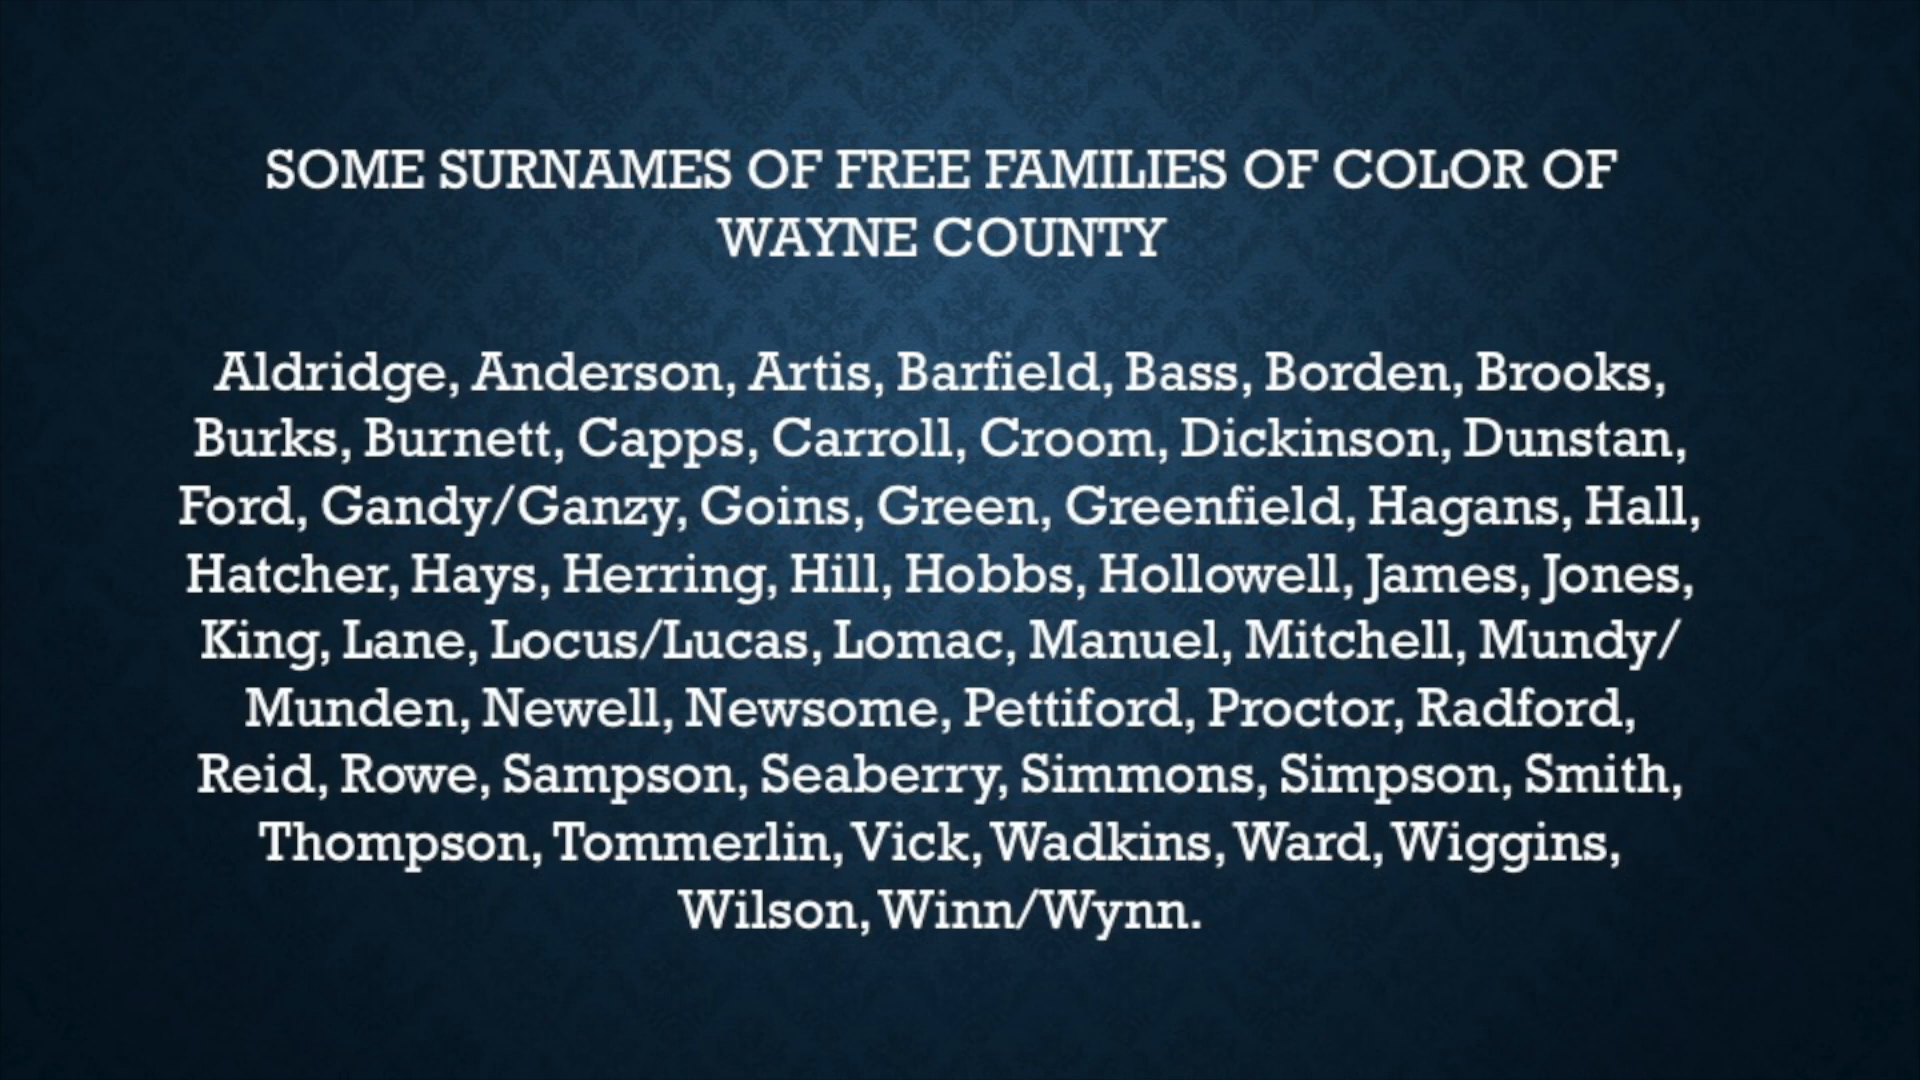 SOME SURNAMES OF FREE FAMILIES OF COLOR OF
WAYNE COUNTY
Aldridge, Anderson, Artis, Barfield, Bass, Borden, Brooks,
Burks, Burnett, Capps, Carroll, Croom, Dickinson, Dunstan,
Ford, Gandy/Ganzy, Goins, Green, Greenfield, Hagans, Hall,
Hatcher, Hays, Herring, Hill, Hobbs, Hollowell, James, Jones,
King, Lane, Locus/Lucas, Lomac, Manuel, Mitchell, Mundy/
Munden, Newell, Newsome, Pettiford, Proctor, Radford,
Reid, Rowe, Sampson, Seaberry, Simmons, Simpson, Smith,
Thompson, Tommerlin, Vick, Wadkins, Ward, Wiggins,
Wilson, Winn/Wynn.